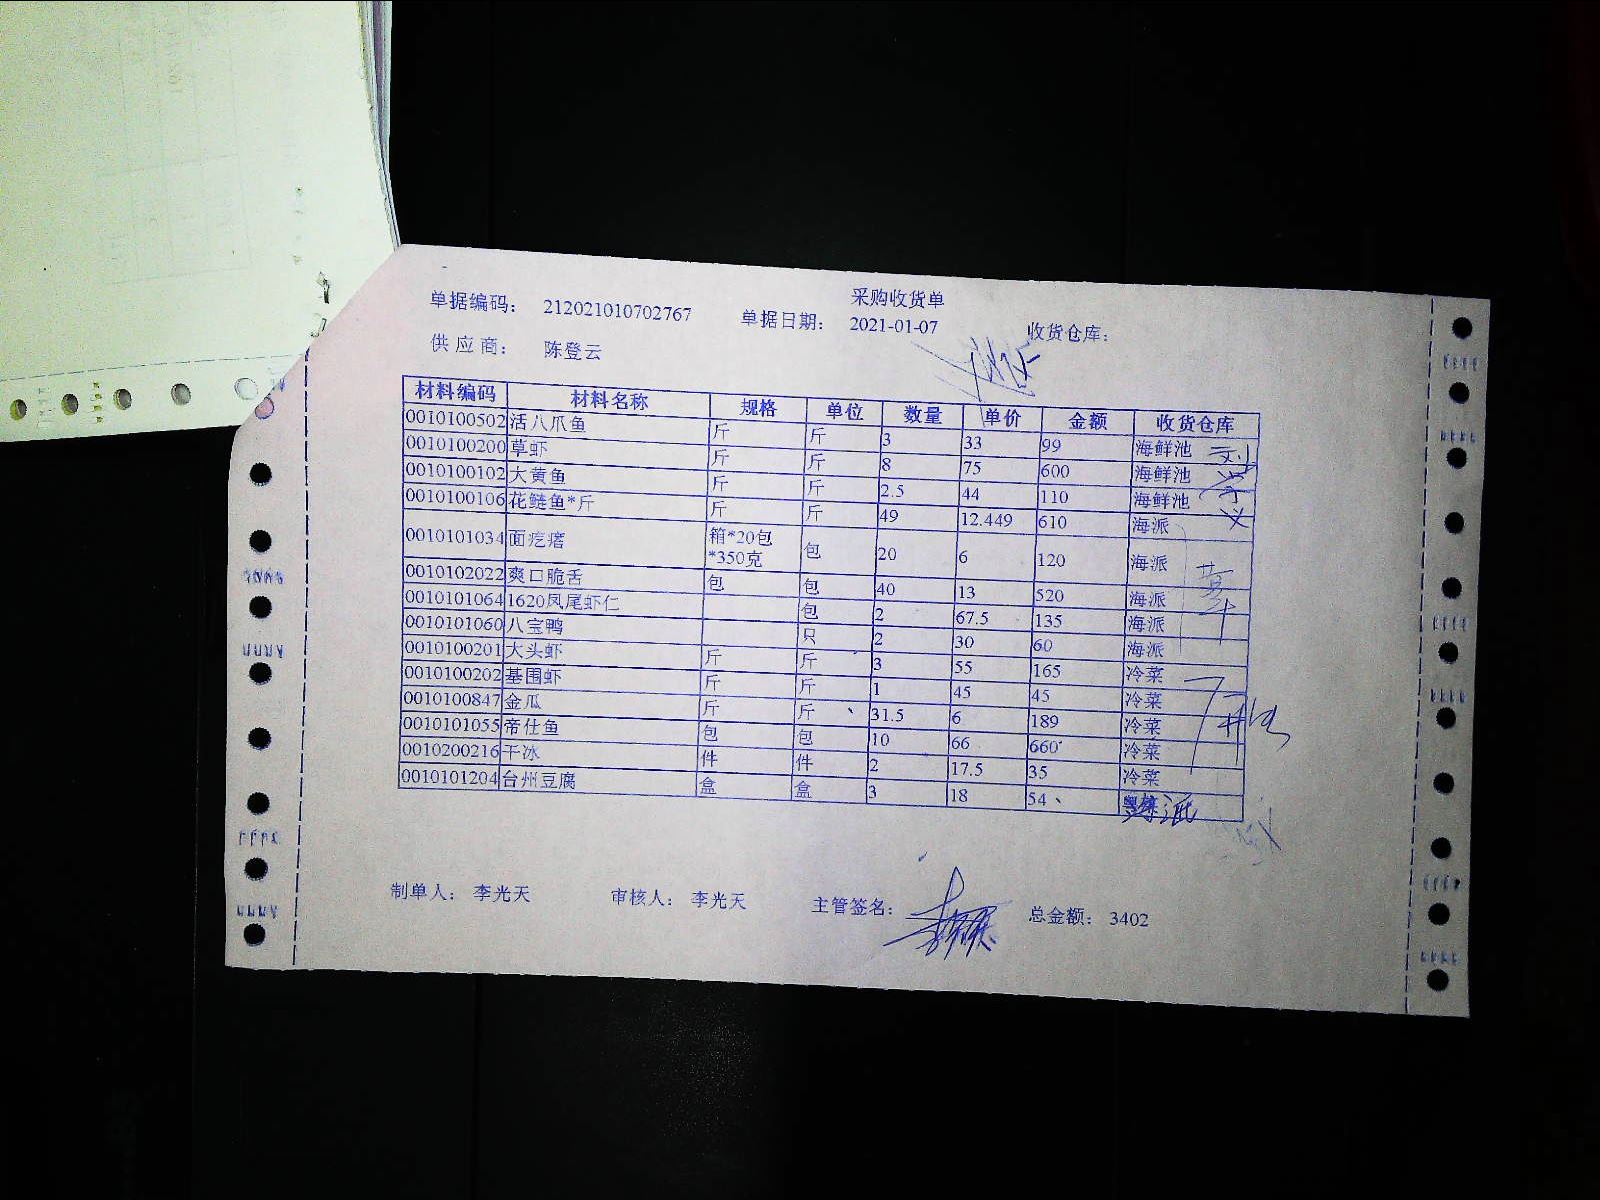 采购收货单
单据编码： 212021010702767 单据日期： 2021-01-07 收货仓库：
供应商： 陈登云
材料编码 材料名称 规格 单位 数量 单价 金额 收货仓库
0010100502 活八爪鱼 斤 斤 3 33 99 海鲜池
0010100200 草虾 斤 斤 8 75 600 海鲜池
0010100102 大黄鱼 斤 斤 2.5 44 110 海鲜池
0010100106 花鲢鱼*斤 斤 斤 49 12.449 610 海派
0010101034 面疙瘩 箱*20包*350克 包 20 6 120 海派
0010102022 爽口脆舌 包 包 40 13 520 海派
0010101064 1620凤尾虾仁 包 2 67.5 135 海派
0010101060 八宝鸭 只 2 30 60 海派
0010100201 大头虾 斤 斤 3 55 165 冷菜
0010100202 基围虾 斤 斤 1 45 45 冷菜
0010100847 金瓜 斤 斤 31.5 6 189 冷菜
0010101055 帝仕鱼 包 包 10 66 660 冷菜
0010200216 干冰 件 件 2 17.5 35 冷菜
0010101204 台州豆腐 盒 盒 3 18 54
制单人： 李光天 审核人： 李光天 主管签名： 总金额： 3402